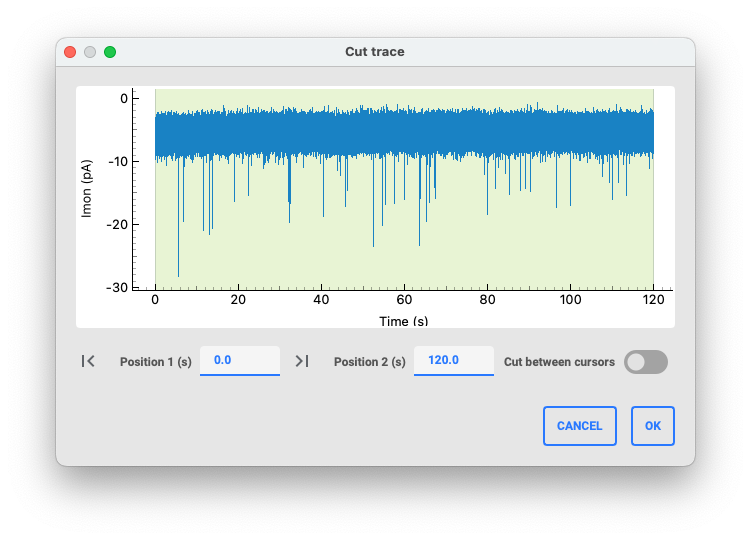 Cut trace
0
-10
-20
-30
Imon (pA)
0 20 40 60 80 100 120
Time (s)
Position 1 (s) 0.0 Position 2 (s) 120.0 Cut between cursors
CANCEL OK